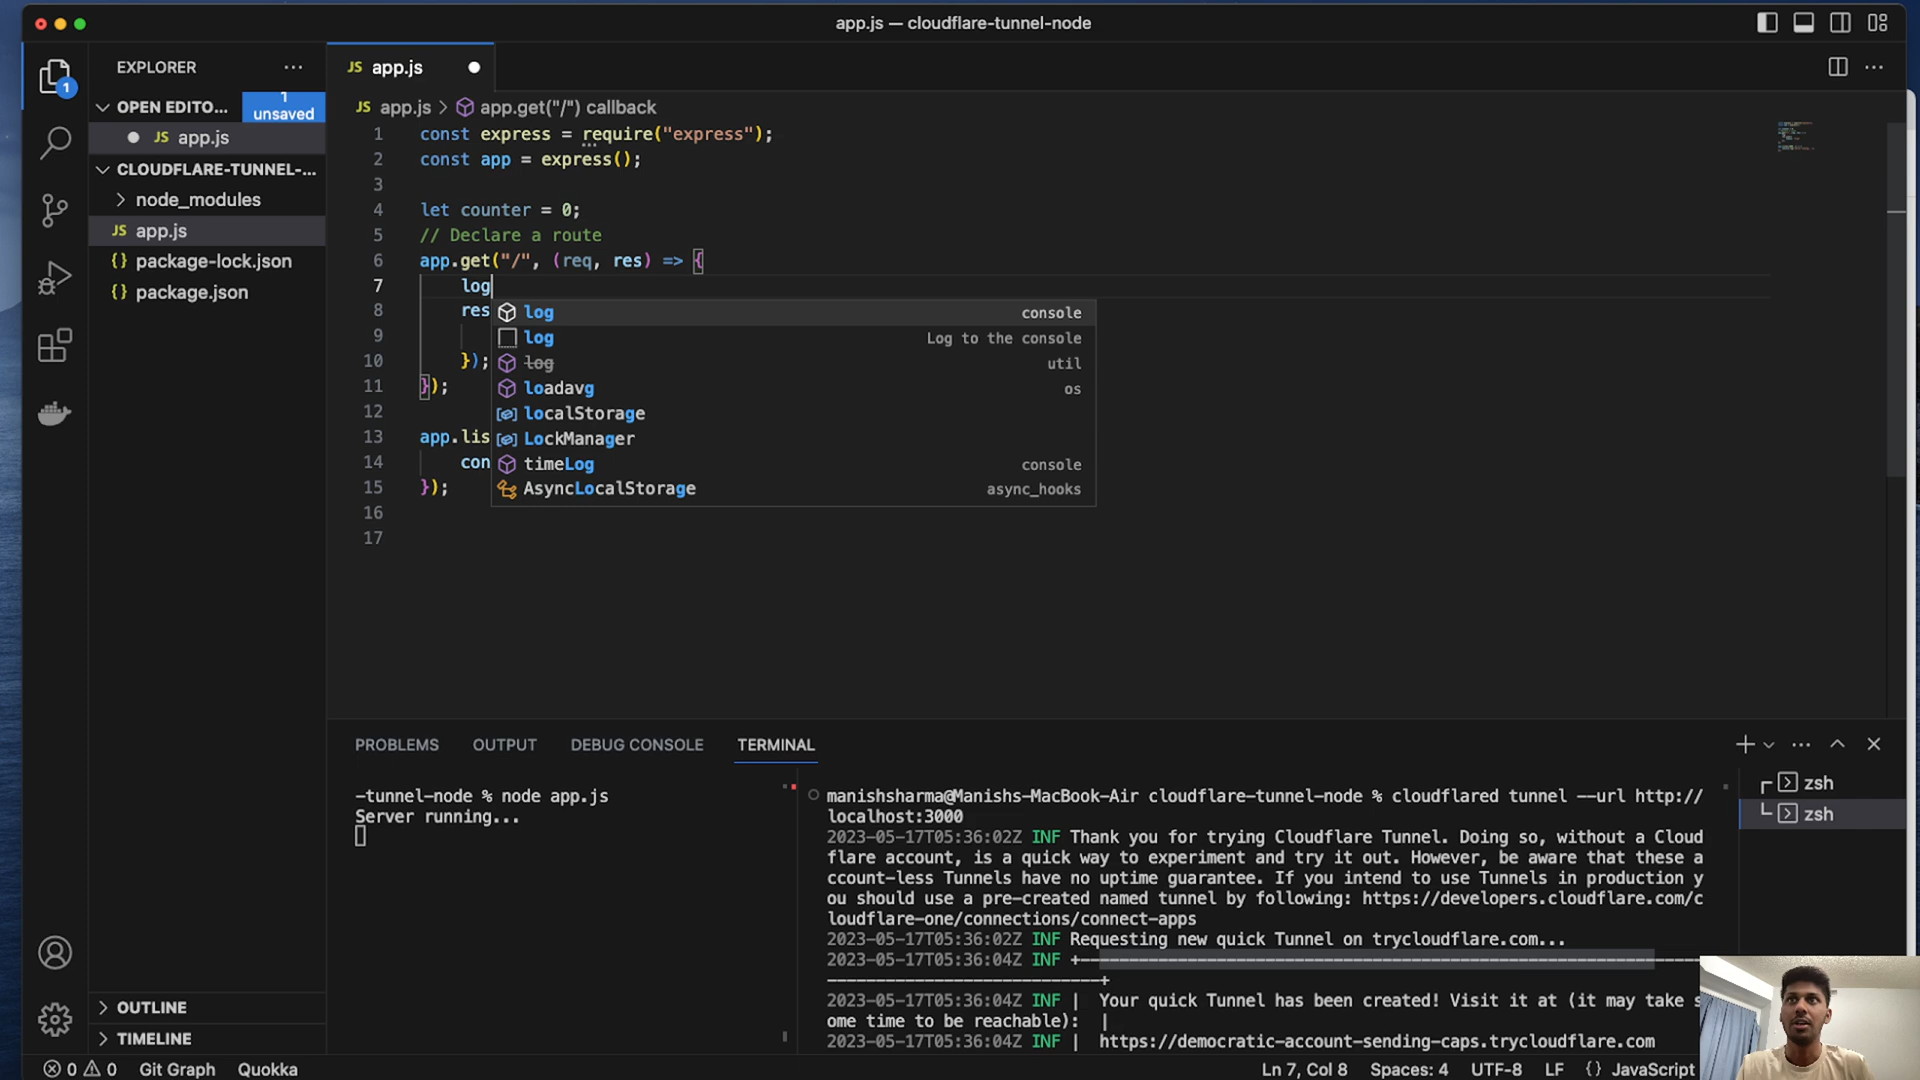 app.js — cloudflare-tunnel-node
EXPLORER
JS app.js
1
OPEN EDITO...
1
unsaved
JS app.js
CLOUDFLARE-TUNNEL-...
node_modules
JS app.js
{} package-lock.json
{} package.json
OUTLINE
TIMELINE
JS app.js > app.get("/") callback
1 const express = require("express");
2 const app = express();
3
4 let counter = 0;
5 // Declare a route
6 app.get("/", (req, res) => {
7 log
8 res
9
10 });
11 });
12
13 app.lis
14 con
15 });
16
17
log console
log Log to the console
log util
loadavg os
localStorage
LockManager
timeLog console
AsyncLocalStorage async_hooks
PROBLEMS OUTPUT DEBUG CONSOLE TERMINAL
-tunnel-node % node app.js
Server running...
manishsharma@Manishs-MacBook-Air cloudflare-tunnel-node % cloudflared tunnel --url http://
localhost:3000
2023-05-17T05:36:02Z INF Thank you for trying Cloudflare Tunnel. Doing so, without a Cloud
flare account, is a quick way to experiment and try it out. However, be aware that these a
ccount-less Tunnels have no uptime guarantee. If you intend to use Tunnels in production y
ou should use a pre-created named tunnel by following: https://developers.cloudflare.com/c
loudflare-one/connections/connect-apps
2023-05-17T05:36:02Z INF Requesting new quick Tunnel on trycloudflare.com...
2023-05-17T05:36:04Z INF +--------------------------------------------------------------
---------------------------+
2023-05-17T05:36:04Z INF | Your quick Tunnel has been created! Visit it at (it may take s
ome time to be reachable): |
2023-05-17T05:36:04Z INF | https://democratic-account-sending-caps.trycloudflare.com
zsh
zsh
0 0 Git Graph Quokka
Ln 7, Col 8 Spaces: 4 UTF-8 LF {} JavaScript